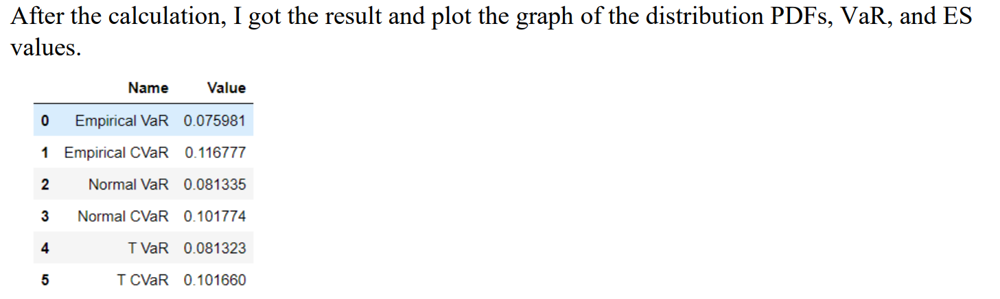 After the calculation, I got the result and plot the graph of the distribution PDFs, VaR, and ES
values.
Name Value
0 Empirical VaR 0.075981
1 Empirical CVaR 0.116777
2 Normal VaR 0.081335
3 Normal CVaR 0.101774
4 T VaR 0.081323
5 T CVaR 0.101660